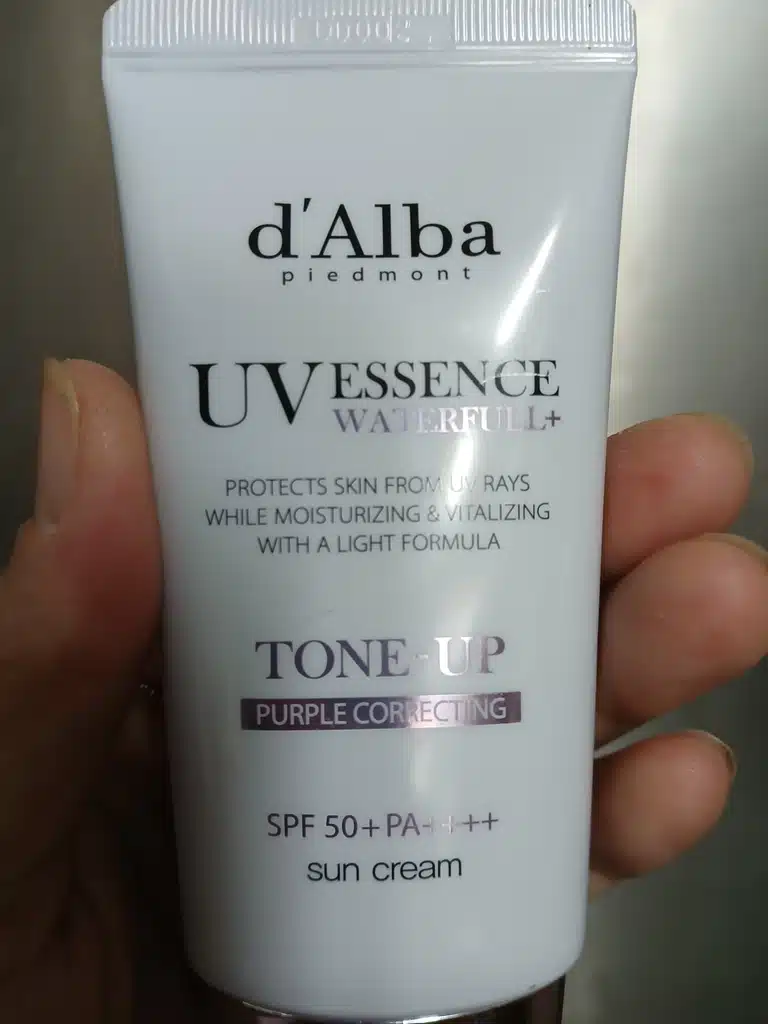 d'Alba
piedmont
UV ESSENCE
WATERFULL+
PROTECTS SKIN FROM UV RAYS
WHILE MOISTURIZING & VITALIZING
WITH A LIGHT FORMULA
TONE-UP
PURPLE CORRECTING
SPF 50+ PA++++
sun cream